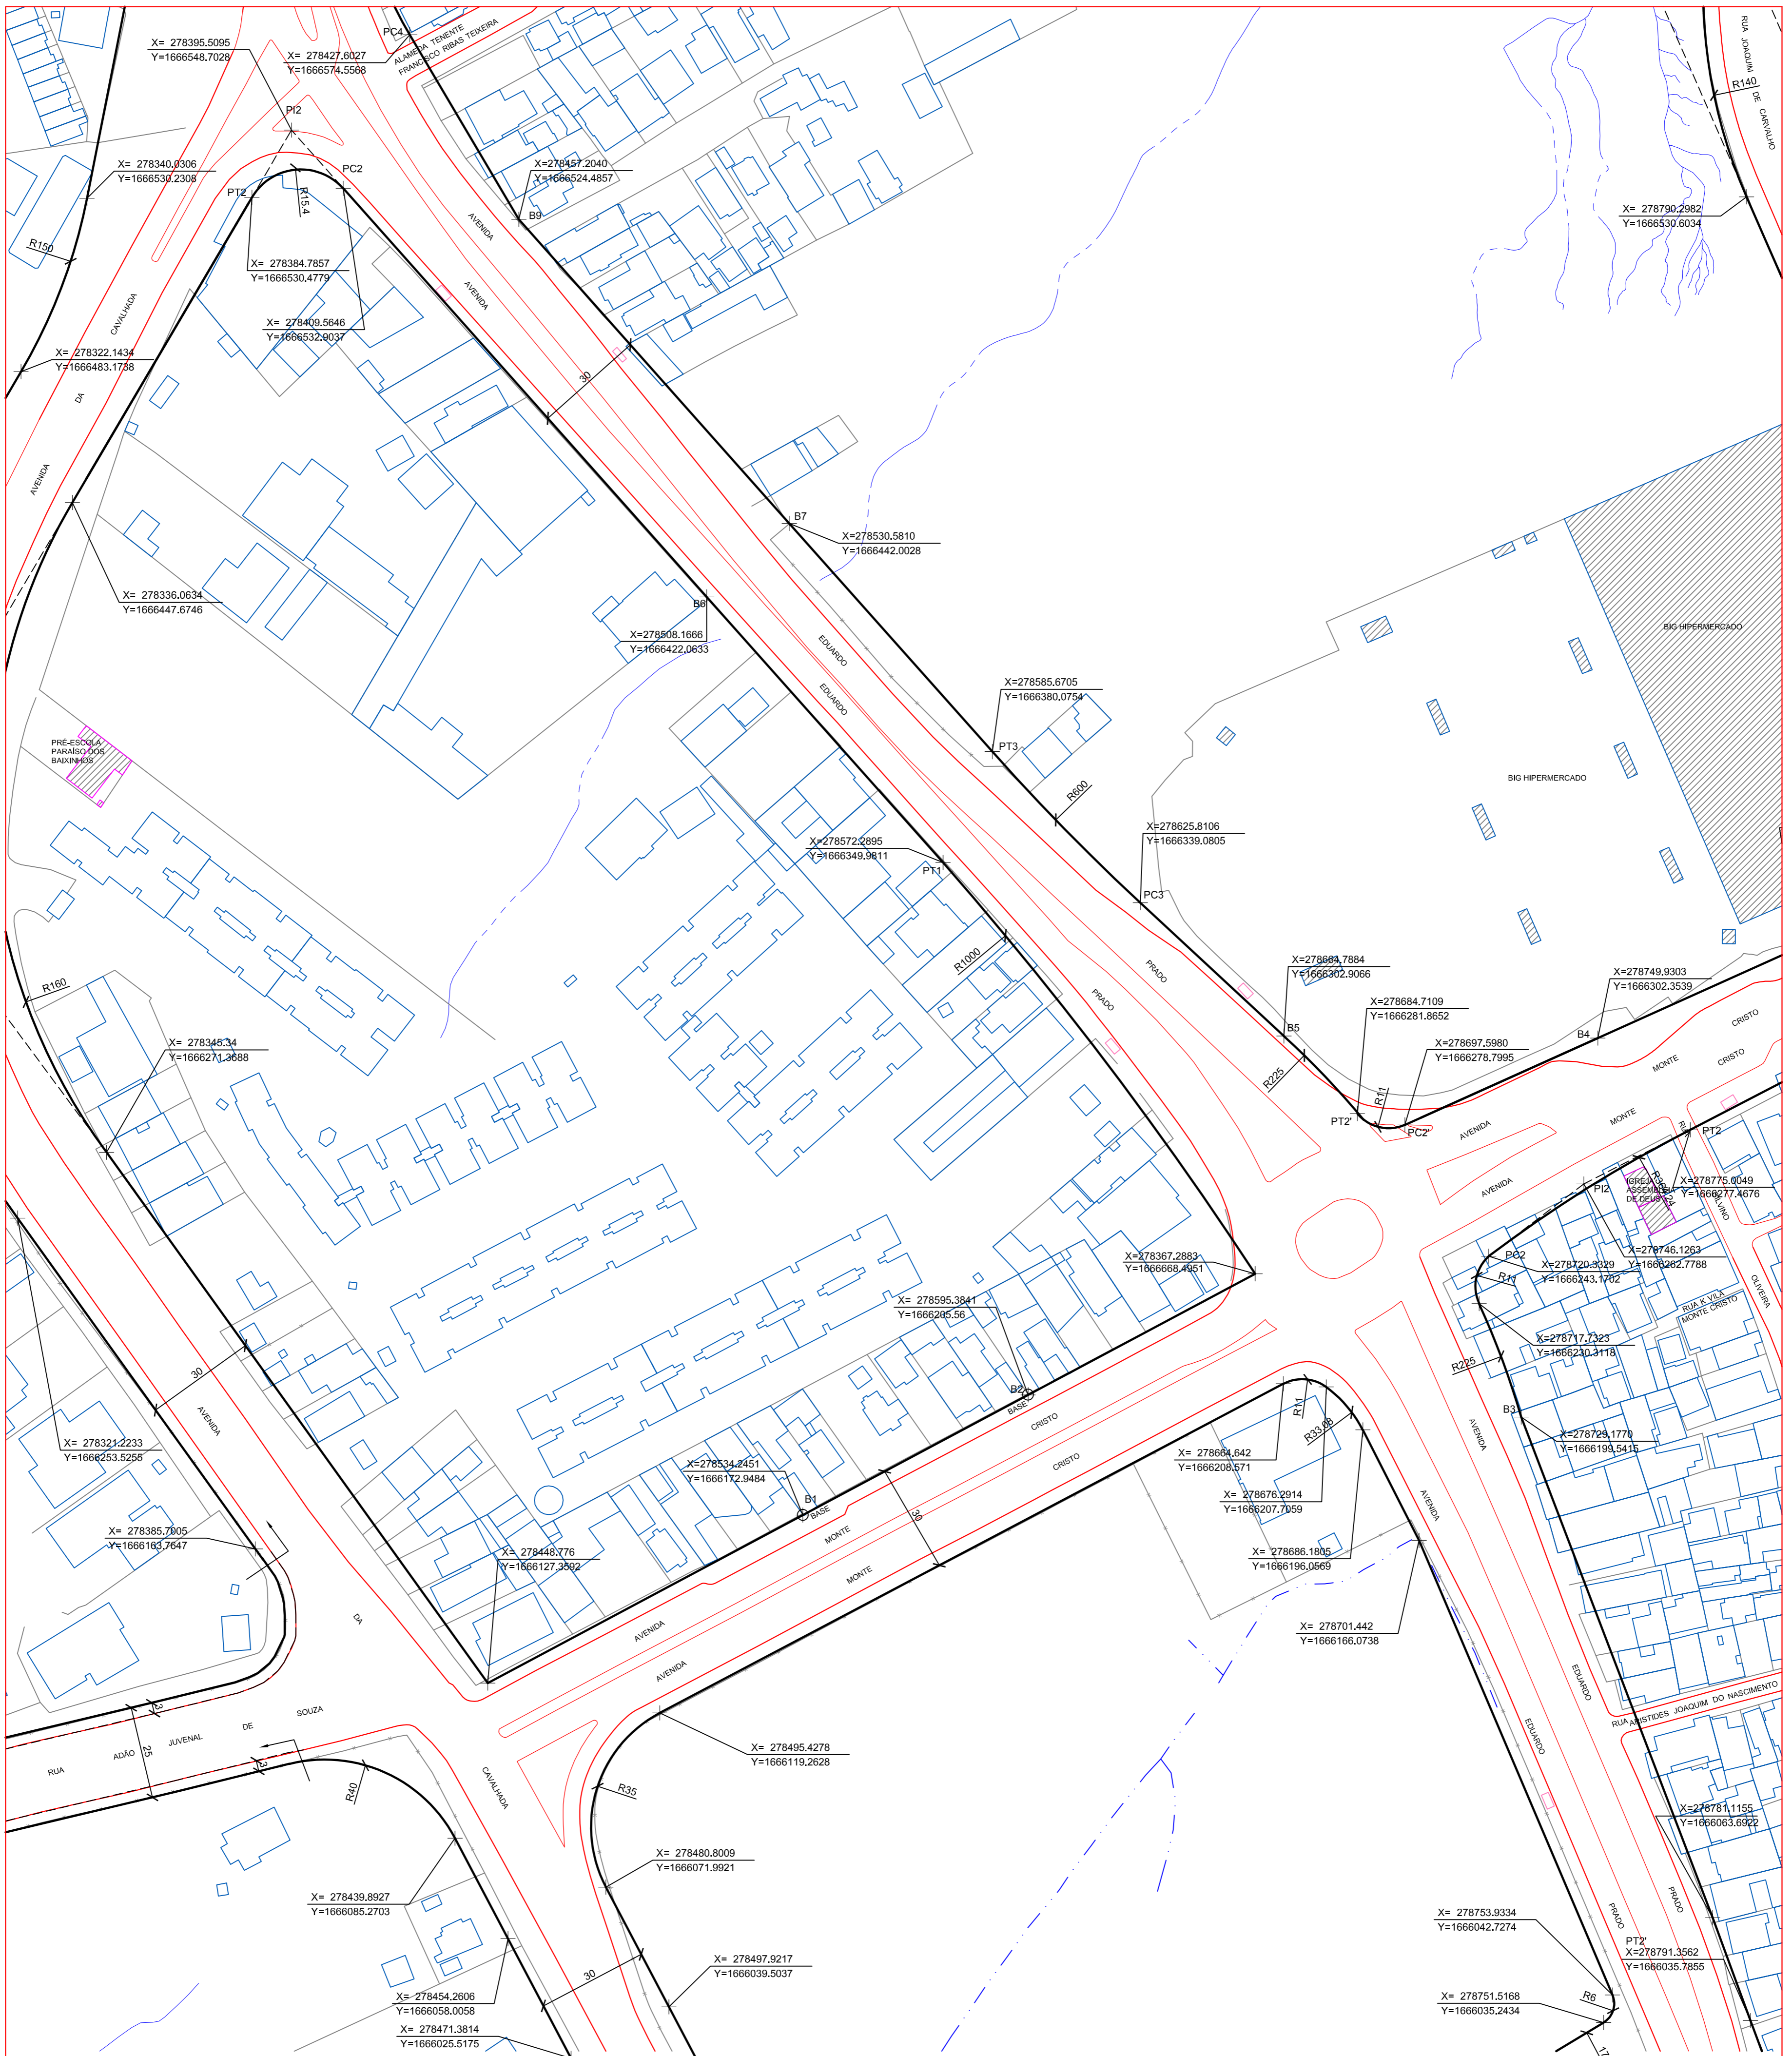 PC4
ALAMEDA TENENTE
FRANCISCO RIBAS TEIXEIRA
RUA JOAQUIM
DE CARVALHO
X= 278395.5095
Y=1666548.7028
X= 278427.6027
Y=1666574.5568
R140
PI2
X= 278340.0306
Y=1666530.2308
PC2
PT2
R15.4
X=278457.2040
Y=1666524.4857
B9
AVENIDA
X= 278790.2982
Y=1666530.6034
R150
X= 278384.7857
Y=1666530.4779
AVENIDA
CAVALHADA
X= 278409.5646
Y=1666532.9037
X= 278322.1434
Y=1666483.1738
30
DA
AVENIDA
B7
X=278530.5810
Y=1666442.0028
X= 278336.0634
Y=1666447.6746
B6
X=278508.1666
Y=1666422.0633
BIG HIPERMERCADO
EDUARDO
EDUARDO
X=278585.6705
Y=1666380.0754
PT3
PRÉ-ESCOLA
PARAÍSO DOS
BAIXINHOS
BIG HIPERMERCADO
R600
X=278625.8106
Y=1666339.0805
X=278572.2895
Y=1666349.9811
PT1'
PC3
R1000
PRADO
PRADO
X=278664.7884
Y=1666302.9066
X=278749.9303
Y=1666302.3539
R160
X=278684.7109
Y=1666281.8652
CRISTO
B5
B4
X= 278345.34
Y=1666271.3688
X=278697.5980
Y=1666278.7995
MONTE
CRISTO
R225
R11
PT2'
PC2'
AVENIDA
MONTE
RUA
PT2
AVENIDA
PI2
IGREJA
ASSEMBLÉIA
DE DEUS
X=278775.0049
Y=1666277.4676
SILVINO
X=278367.2883
Y=1666668.4951
PC2
X=278746.1263
Y=1666262.7788
X=278720.3329
Y=1666243.1702
R11
OLIVEIRA
X= 278595.3841
Y=1666205.56
RUA K VILA
MONTE CRISTO
X=278717.7323
Y=1666230.3118
R225
30
B2
BASE
R11
B3
AVENIDA
CRISTO
R33.08
AVENIDA
X=278729.1770
Y=1666199.5415
X= 278321.2233
Y=1666253.5255
X= 278664.642
Y=1666208.571
CRISTO
X=278534.2451
Y=1666172.9484
X= 278676.2914
Y=1666207.7059
B1
BASE
30
AVENIDA
X= 278385.7005
Y=1666163.7647
MONTE
X= 278448.776
Y=1666127.3592
X= 278686.1805
Y=1666196.0569
MONTE
DA
X= 278701.442
Y=1666166.0738
AVENIDA
AVENIDA
EDUARDO
3
SOUZA
DE
JUVENAL
ADÃO
RUA
25
3
RUA ARISTIDES JOAQUIM DO NASCIMENTO
EDUARDO
X= 278495.4278
Y=1666119.2628
CAVALHADA
R40
R35
X=278781.1155
Y=1666063.6922
X= 278480.8009
Y=1666071.9921
X= 278439.8927
Y=1666085.2703
PRADO
X= 278753.9334
Y=1666042.7274
PRADO
PT2'
X=278791.3562
Y=1666035.7855
X= 278497.9217
Y=1666039.5037
30
X= 278454.2606
Y=1666058.0058
R6
X= 278751.5168
Y=1666035.2434
X= 278471.3814
Y=1666025.5175